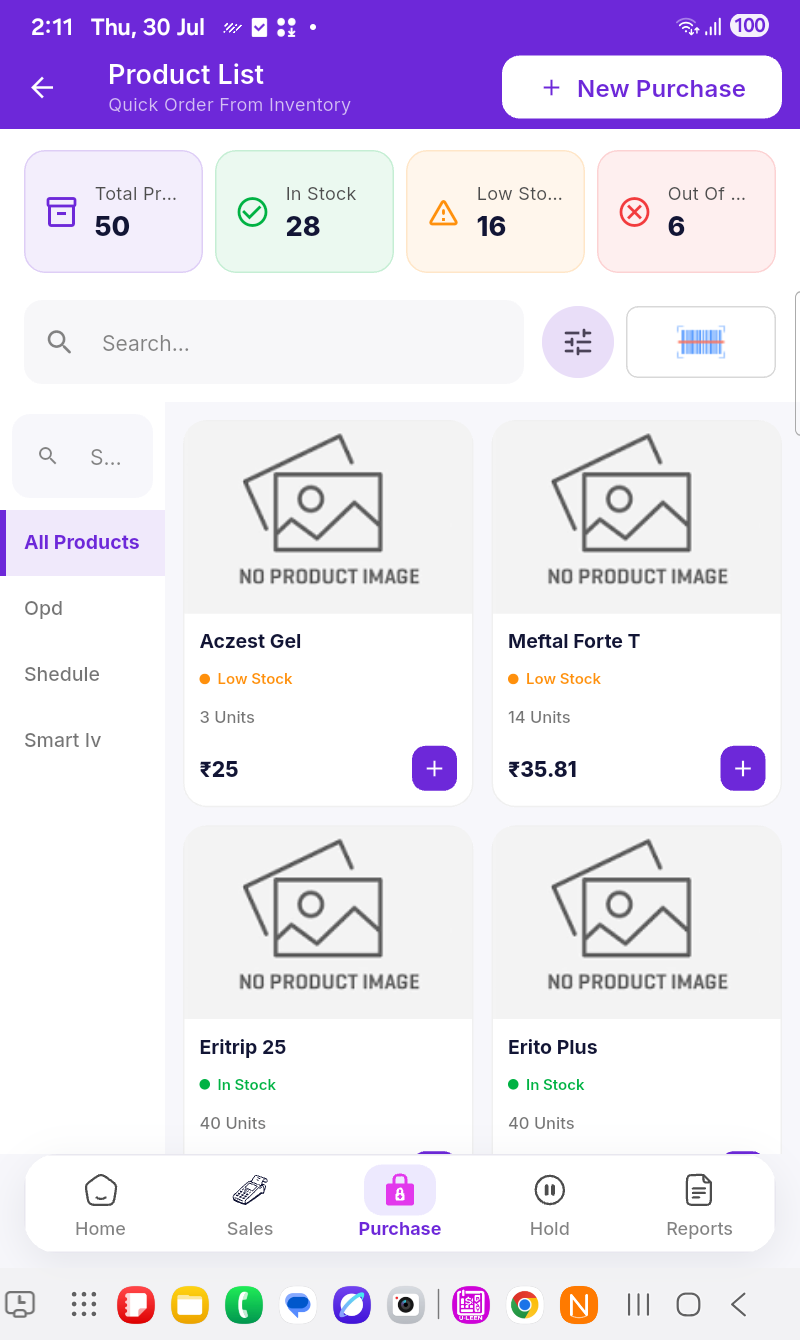 2:11 Thu, 30 Jul
100
Product List
Quick Order From Inventory
+ New Purchase
Total Pr...
50
In Stock
28
Low Sto...
16
Out Of ...
6
Search...
S...
All Products
Opd
Shedule
Smart Iv
NO PRODUCT IMAGE
Aczest Gel
Low Stock
3 Units
₹25
NO PRODUCT IMAGE
Meftal Forte T
Low Stock
14 Units
₹35.81
NO PRODUCT IMAGE
Eritrip 25
In Stock
40 Units
NO PRODUCT IMAGE
Erito Plus
In Stock
40 Units
Home
Sales
Purchase
Hold
Reports
U-LEEN